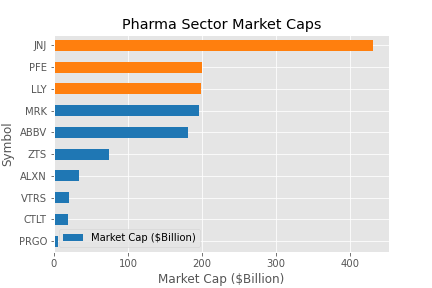 Pharma Sector Market Caps
Symbol
JNJ
PFE
LLY
MRK
ABBV
ZTS
ALXN
VTRS
CTLT
PRGO
Market Cap ($Billion)
0 100 200 300 400
Market Cap ($Billion)